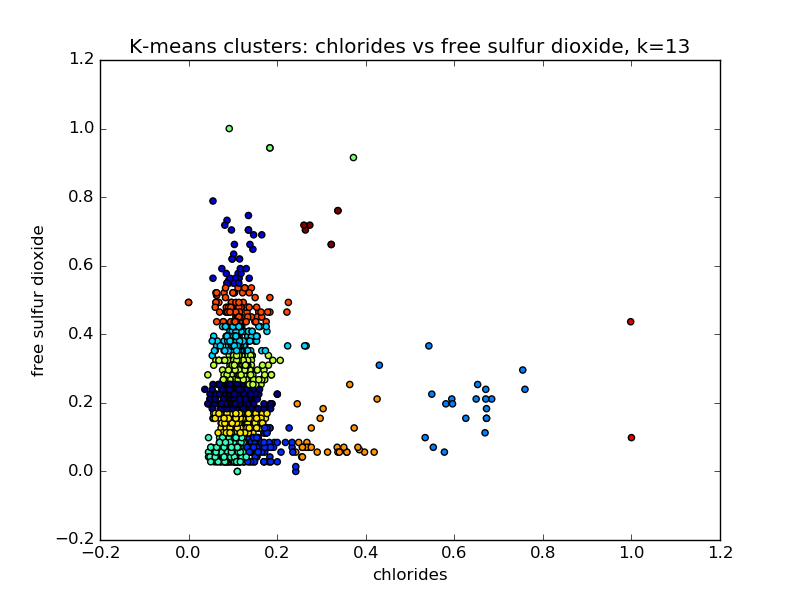 K-means clusters: chlorides vs free sulfur dioxide, k=13
1.2
1.0
0.8
0.6
0.4
0.2
0.0
−0.2
free sulfur dioxide
−0.2 0.0 0.2 0.4 0.6 0.8 1.0 1.2
chlorides